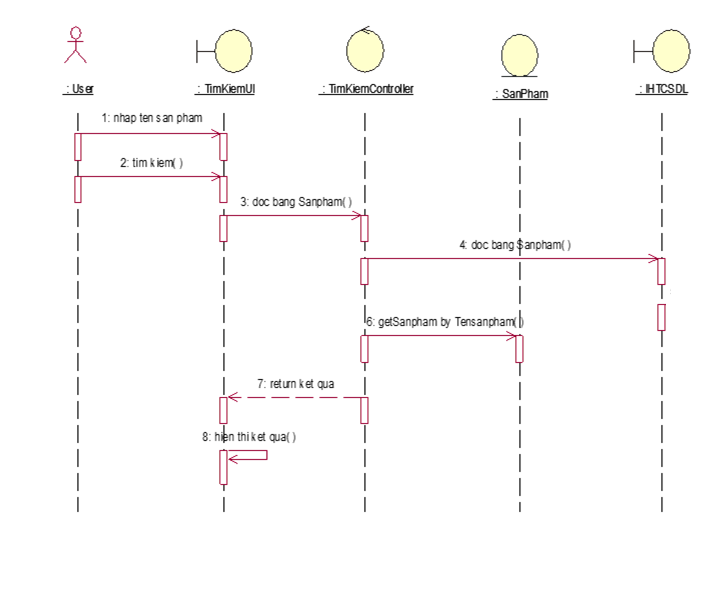 : User
: TimKiemUI
: TimKiemController
: SanPham
: IHTCSDL
1: nhap ten san pham
2: tim kiem( )
3: doc bang Sanpham( )
4: doc bang Sanpham( )
6: getSanpham by Tensanpham( )
7: return ket qua
8: hien thi ket qua( )